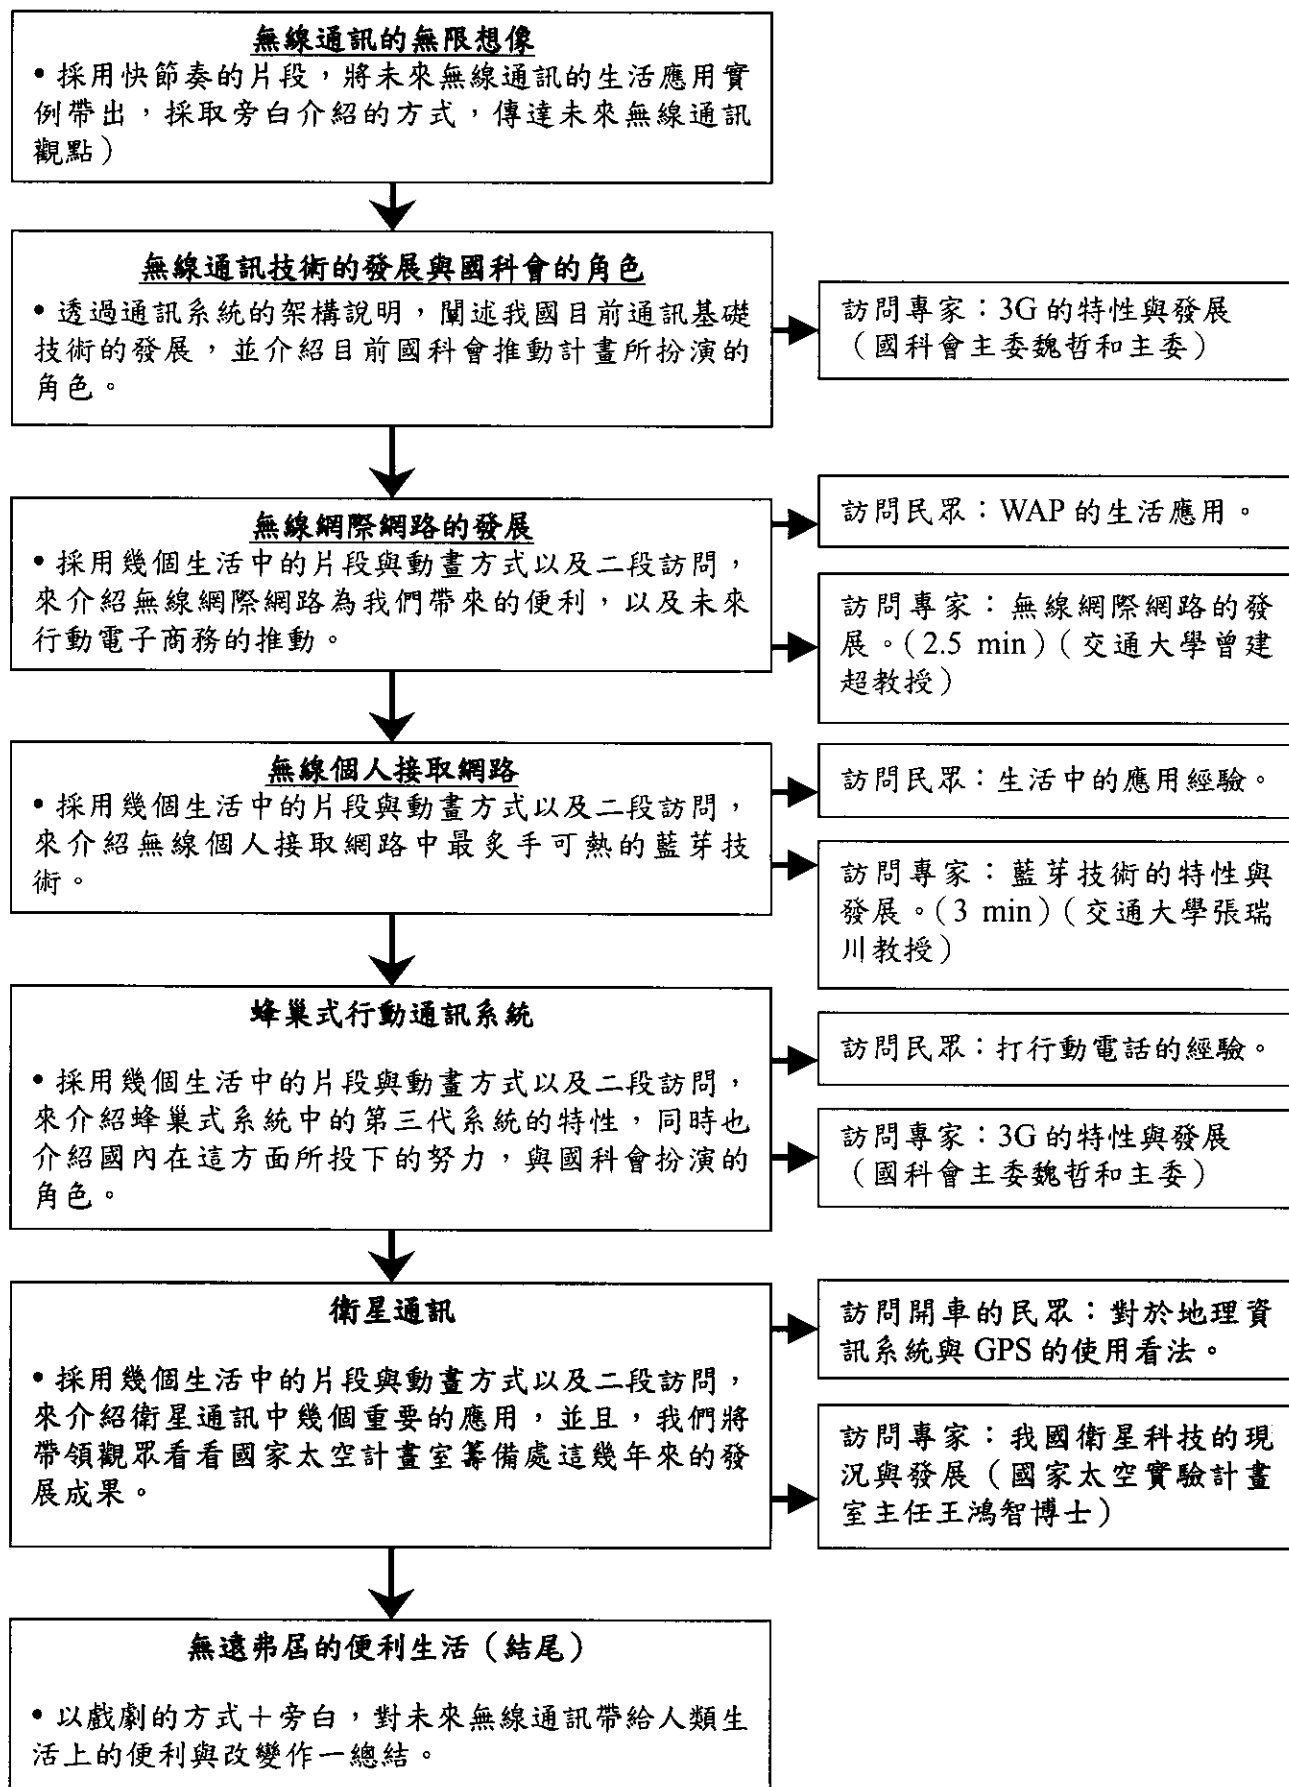 無線通訊的無限想像
• 採用快節奏的片段，將未來無線通訊的生活應用實
例帶出，採取旁白介紹的方式，傳達未來無線通訊
觀點）
無線通訊技術的發展與國科會的角色
• 透過通訊系統的架構說明，闡述我國目前通訊基礎
技術的發展，並介紹目前國科會推動計畫所扮演的
角色。
訪問專家：3G 的特性與發展
（國科會主委魏哲和主委）
無線網際網路的發展
• 採用幾個生活中的片段與動畫方式以及二段訪問，
來介紹無線網際網路為我們帶來的便利，以及未來
行動電子商務的推動。
訪問民眾：WAP 的生活應用。
訪問專家：無線網際網路的發
展。（2.5 min）（交通大學曾建
超教授）
無線個人接取網路
• 採用幾個生活中的片段與動畫方式以及二段訪問，
來介紹無線個人接取網路中最炙手可熱的藍芽技
術。
訪問民眾：生活中的應用經驗。
訪問專家：藍芽技術的特性與
發展。（3 min）（交通大學張瑞
川教授）
蜂巢式行動通訊系統
• 採用幾個生活中的片段與動畫方式以及二段訪問，
來介紹蜂巢式系統中的第三代系統的特性，同時也
介紹國內在這方面所投下的努力，與國科會扮演的
角色。
訪問民眾：打行動電話的經驗。
訪問專家：3G 的特性與發展
（國科會主委魏哲和主委）
衛星通訊
• 採用幾個生活中的片段與動畫方式以及二段訪問，
來介紹衛星通訊中幾個重要的應用，並且，我們將
帶領觀眾看看國家太空計畫室籌備處這幾年來的發
展成果。
訪問開車的民眾：對於地理資
訊系統與 GPS 的使用看法。
訪問專家：我國衛星科技的現
況與發展（國家太空實驗計畫
室主任王鴻智博士）
無遠弗屆的便利生活（結尾）
• 以戲劇的方式＋旁白，對未來無線通訊帶給人類生
活上的便利與改變作一總結。